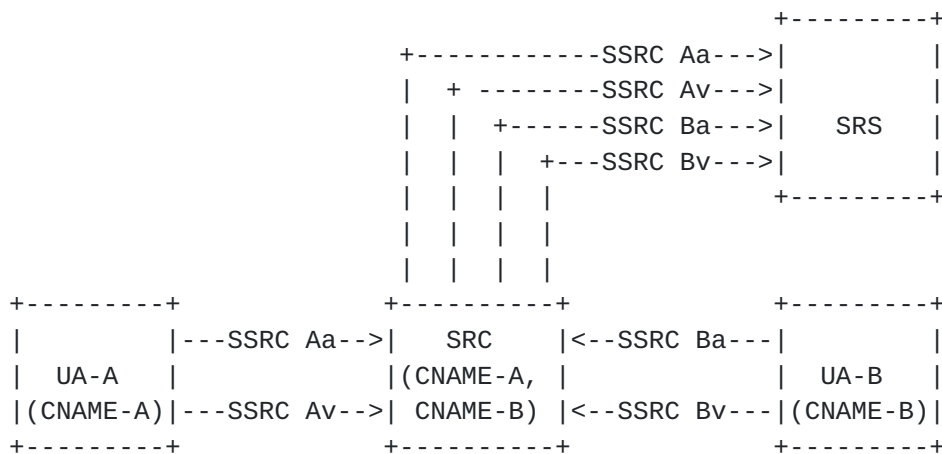 +---------+
                         +------------SSRC Aa--->|         |
                         |  + --------SSRC Av--->|         |
                         |  |  +------SSRC Ba--->|   SRS   |
                         |  |  |  +---SSRC Bv--->|         |
                         |  |  |  |              +---------+
                         |  |  |  |
                         |  |  |  |
+---------+             +----------+             +---------+
|         |---SSRC Aa-->|   SRC    |<--SSRC Ba---|         |
|  UA-A   |             |(CNAME-A, |             |  UA-B   |
|(CNAME-A)|---SSRC Av-->| CNAME-B) |<--SSRC Bv---|(CNAME-B)|
+---------+             +----------+             +---------+